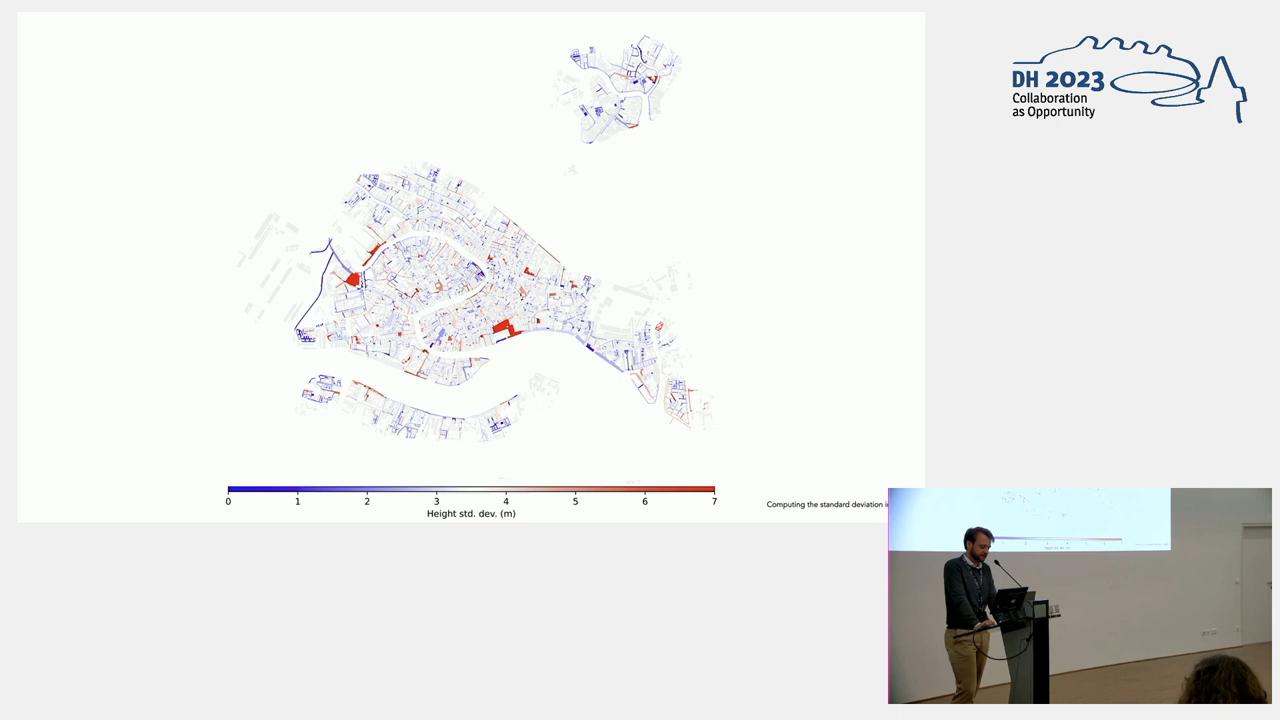 DH 2023
Collaboration
as Opportunity
0 1 2 3 4 5 6 7
Height std. dev. (m)
Computing the standard deviation